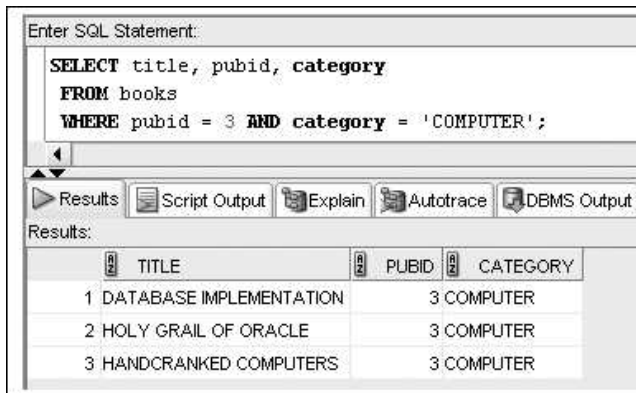 Enter SQL Statement:
SELECT title, pubid, category
FROM books
WHERE pubid = 3 AND category = 'COMPUTER';
Results Script Output Explain Autotrace DBMS Output
Results:
TITLE PUBID CATEGORY
1 DATABASE IMPLEMENTATION 3 COMPUTER
2 HOLY GRAIL OF ORACLE 3 COMPUTER
3 HANDCRANKED COMPUTERS 3 COMPUTER